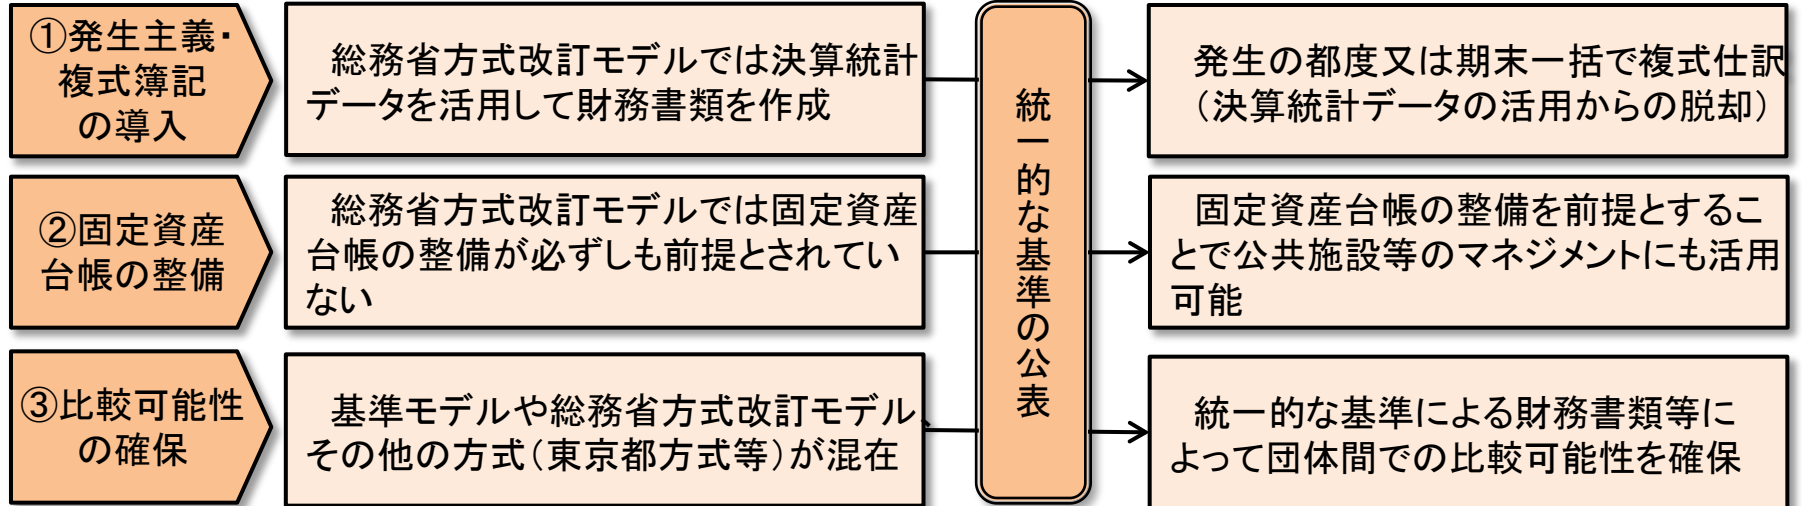 ①発生主義・
複式簿記
の導入
総務省方式改訂モデルでは決算統計
データを活用して財務書類を作成
発生の都度又は期末一括で複式仕訳
（決算統計データの活用からの脱却）
②固定資産
台帳の整備
総務省方式改訂モデルでは固定資産
台帳の整備が必ずしも前提とされてい
ない
固定資産台帳の整備を前提とするこ
とで公共施設等のマネジメントにも活用
可能
③比較可能性
の確保
基準モデルや総務省方式改訂モデル、
その他の方式（東京都方式等）が混在
統一的な基準による財務書類等に
よって団体間での比較可能性を確保
統一的な基準の公表